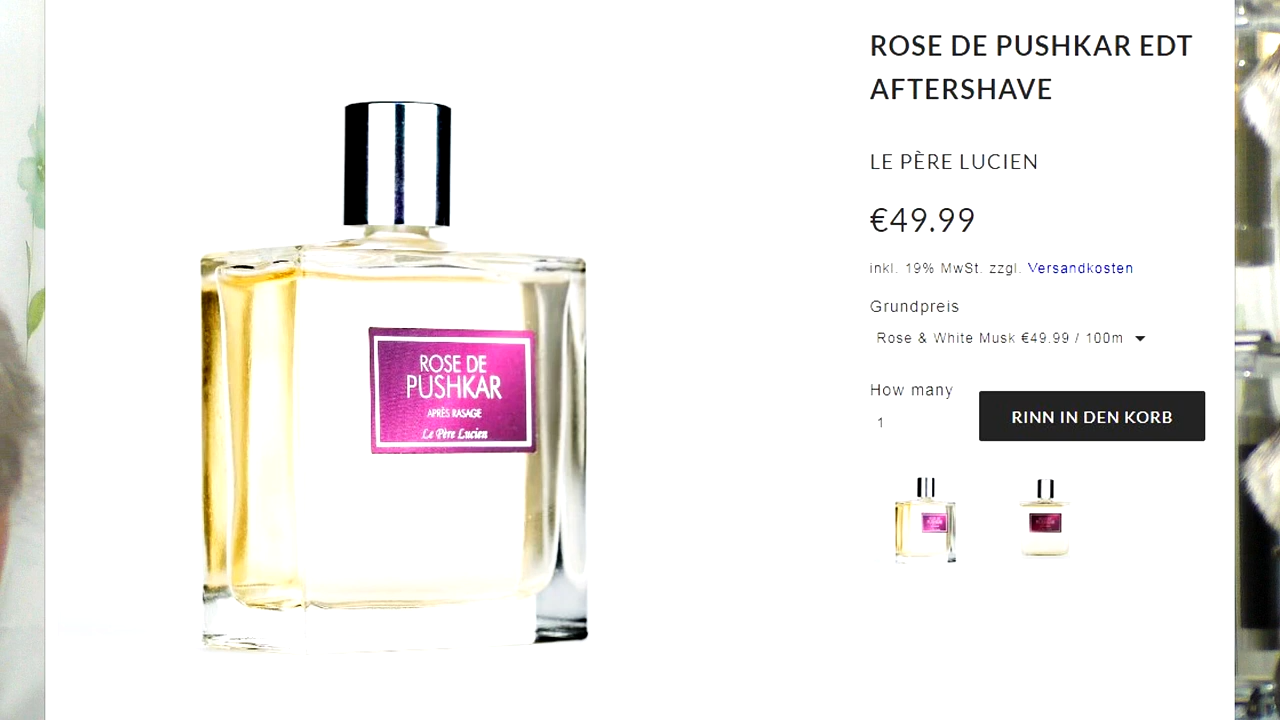 ROSE DE PUSHKAR EDT
AFTERSHAVE
LE PÈRE LUCIEN
€49.99
inkl. 19% MwSt. zzgl. Versandkosten
Grundpreis
Rose & White Musk €49.99 / 100m
How many
1
RINN IN DEN KORB
ROSE DE
PUSHKAR
APRÈS RASAGE
Le Père Lucien